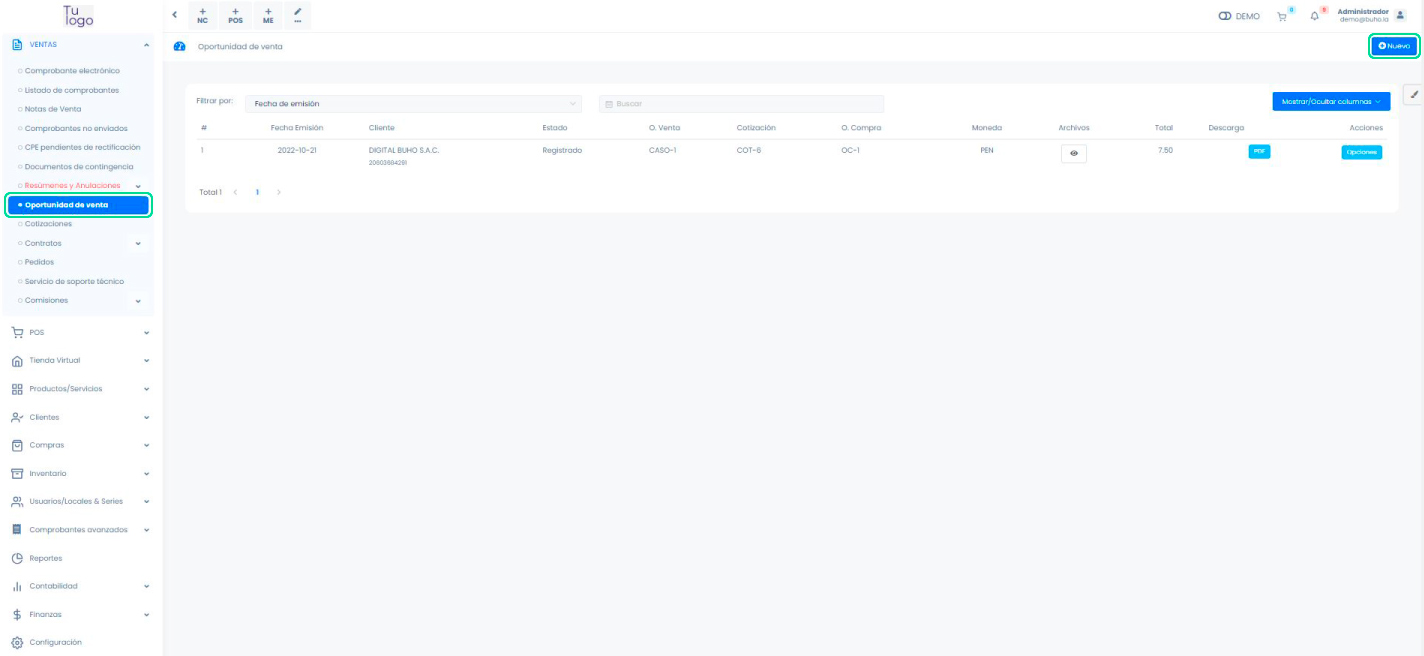 Tu
logo
VENTAS
Comprobante electrónico
Listado de comprobantes
Notas de Venta
Comprobantes no enviados
CPE pendientes de rectificación
Documentos de contingencia
Resúmenes y Anulaciones
Oportunidad de venta
Cotizaciones
Contratos
Pedidos
Servicio de soporte técnico
Comisiones
POS
Tienda Virtual
Productos/Servicios
Clientes
Compras
Inventario
Usuarios/Locales & Series
Comprobantes avanzados
Reportes
Contabilidad
Finanzas
Configuración
+ NC
+ POS
+ ME
...
DEMO
0
0
Administrador
demo@buho.la
Oportunidad de venta
Nuevo
Filtrar por: Fecha de emisión Buscar
Mostrar/Ocultar columnas
# Fecha Emisión Cliente Estado O. Venta Cotización O. Compra Moneda Archivos Total Descarga Acciones
1 2022-10-21 DIGITAL BUHO S.A.C. Registrado CASO-1 COT-6 OC-1 PEN 7.50 PDF Opciones
Total 1 < 1 >